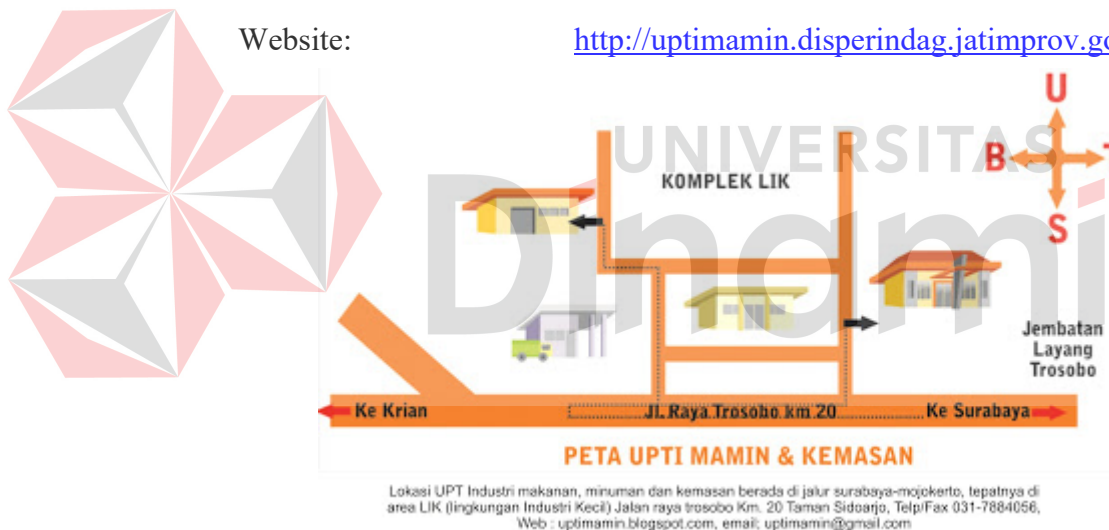 Website: http://uptimamin.disperindag.jatimprov.go
UNIVERSITAS
Dinami
U
B T
S
KOMPLEK LIK
Jembatan
Layang
Trosobo
Ke Krian Jl. Raya Trosobo km 20 Ke Surabaya
PETA UPTI MAMIN & KEMASAN
Lokasi UPT Industri makanan, minuman dan kemasan berada di jalur surabaya-mojokerto, tepatnya di
area LIK (lingkungan Industri Kecil) Jalan raya trosobo Km. 20 Taman Sidoarjo, Telp/Fax 031-7884056,
Web : uptimamin.blogspot.com, email: uptimamin@gmail.com